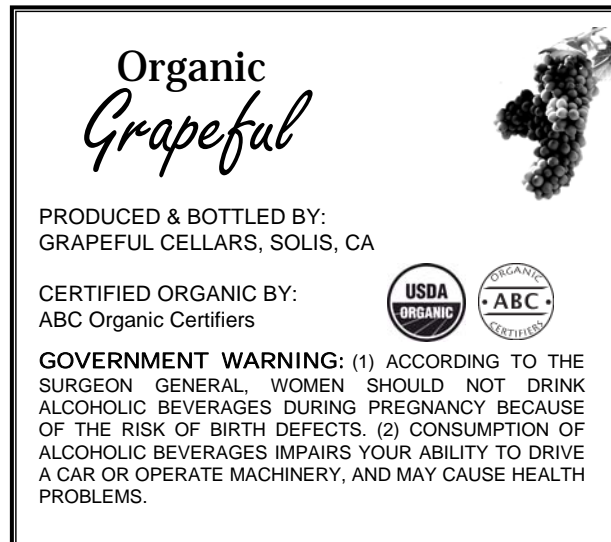 Organic
Grapeful
PRODUCED & BOTTLED BY:
GRAPEFUL CELLARS, SOLIS, CA
CERTIFIED ORGANIC BY:
ABC Organic Certifiers
USDA
ORGANIC
ORGANIC
· ABC ·
CERTIFIERS
GOVERNMENT WARNING: (1) ACCORDING TO THE
SURGEON GENERAL, WOMEN SHOULD NOT DRINK
ALCOHOLIC BEVERAGES DURING PREGNANCY BECAUSE
OF THE RISK OF BIRTH DEFECTS. (2) CONSUMPTION OF
ALCOHOLIC BEVERAGES IMPAIRS YOUR ABILITY TO DRIVE
A CAR OR OPERATE MACHINERY, AND MAY CAUSE HEALTH
PROBLEMS.